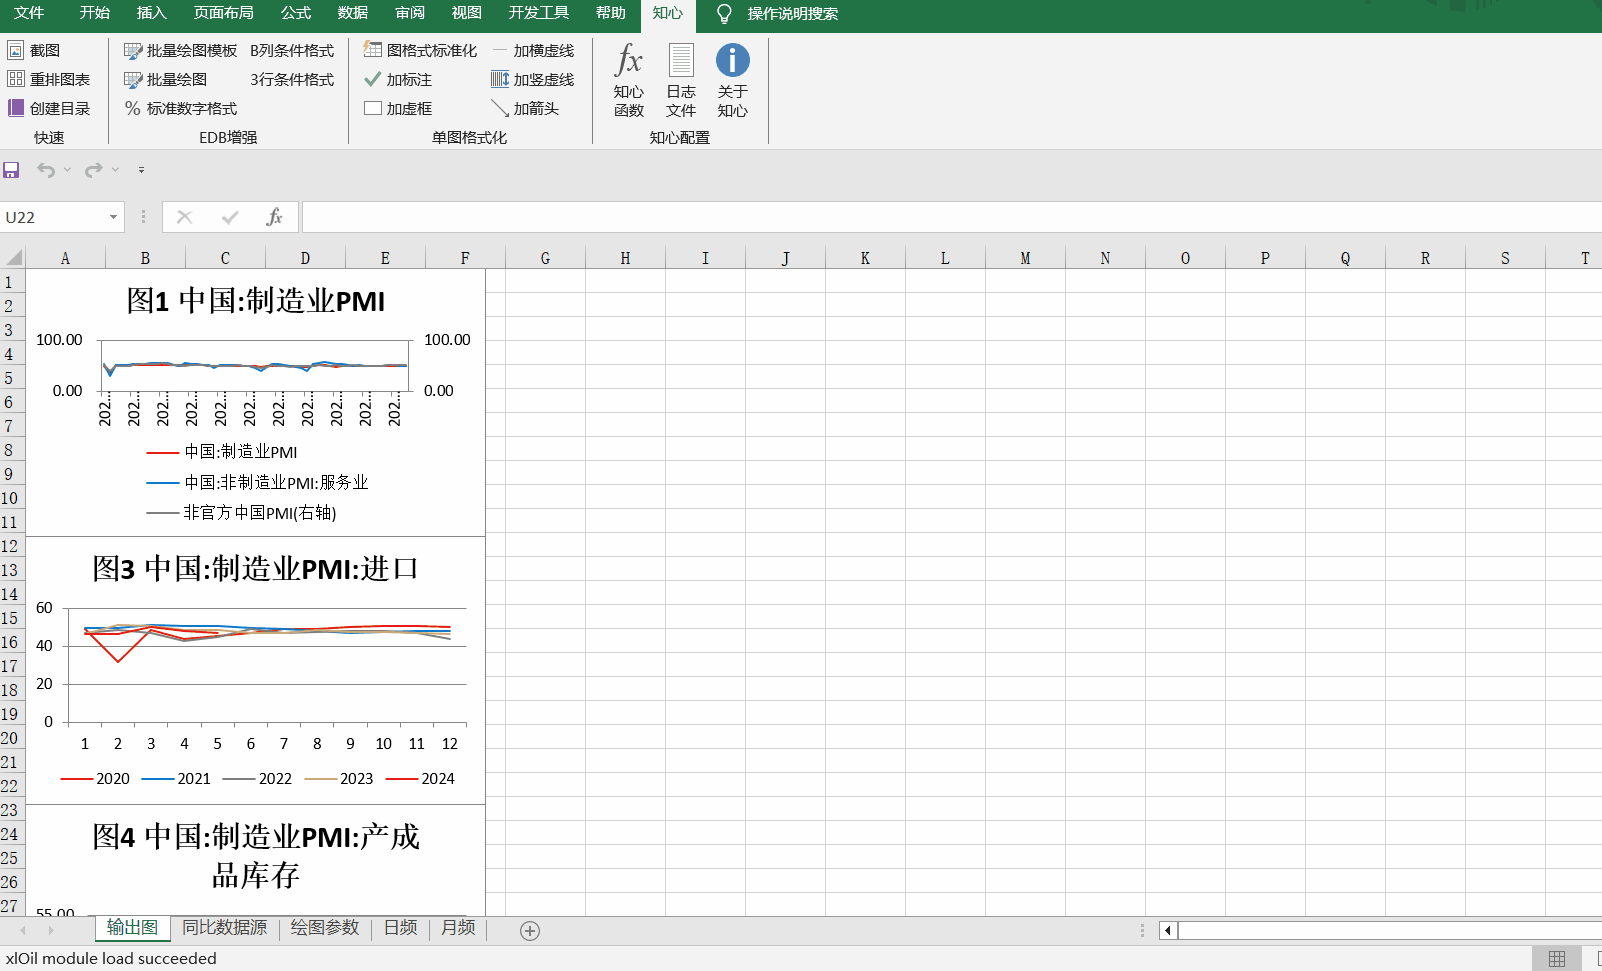 文件 开始 插入 页面布局 公式 数据 审阅 视图 开发工具 帮助 知心 操作说明搜索
截图 批量绘图模板 B列条件格式 图格式标准化 加横虚线
重排图表 批量绘图 3行条件格式 加标注 加竖虚线
创建目录 % 标准数字格式 加虚框 加箭头
fx 知心函数 日志文件 关于知心
快速 EDB增强 单图格式化 知心配置
U22 fx
A B C D E F G H I J K L M N O P Q R S T
1
2
3
4
5
6
7
8
9
10
11
12
13
14
15
16
17
18
19
20
21
22
23
24
25
26
27
图1 中国:制造业PMI
100.00 100.00
0.00 0.00
202... 202... 202... 202... 202... 202... 202... 202... 202... 202... 202...
中国:制造业PMI
中国:非制造业PMI:服务业
非官方中国PMI(右轴)
图3 中国:制造业PMI:进口
60
40
20
0
1 2 3 4 5 6 7 8 9 10 11 12
2020 2021 2022 2023 2024
图4 中国:制造业PMI:产成
品库存
55.00
输出图 同比数据源 绘图参数 日频 月频
xlOil module load succeeded